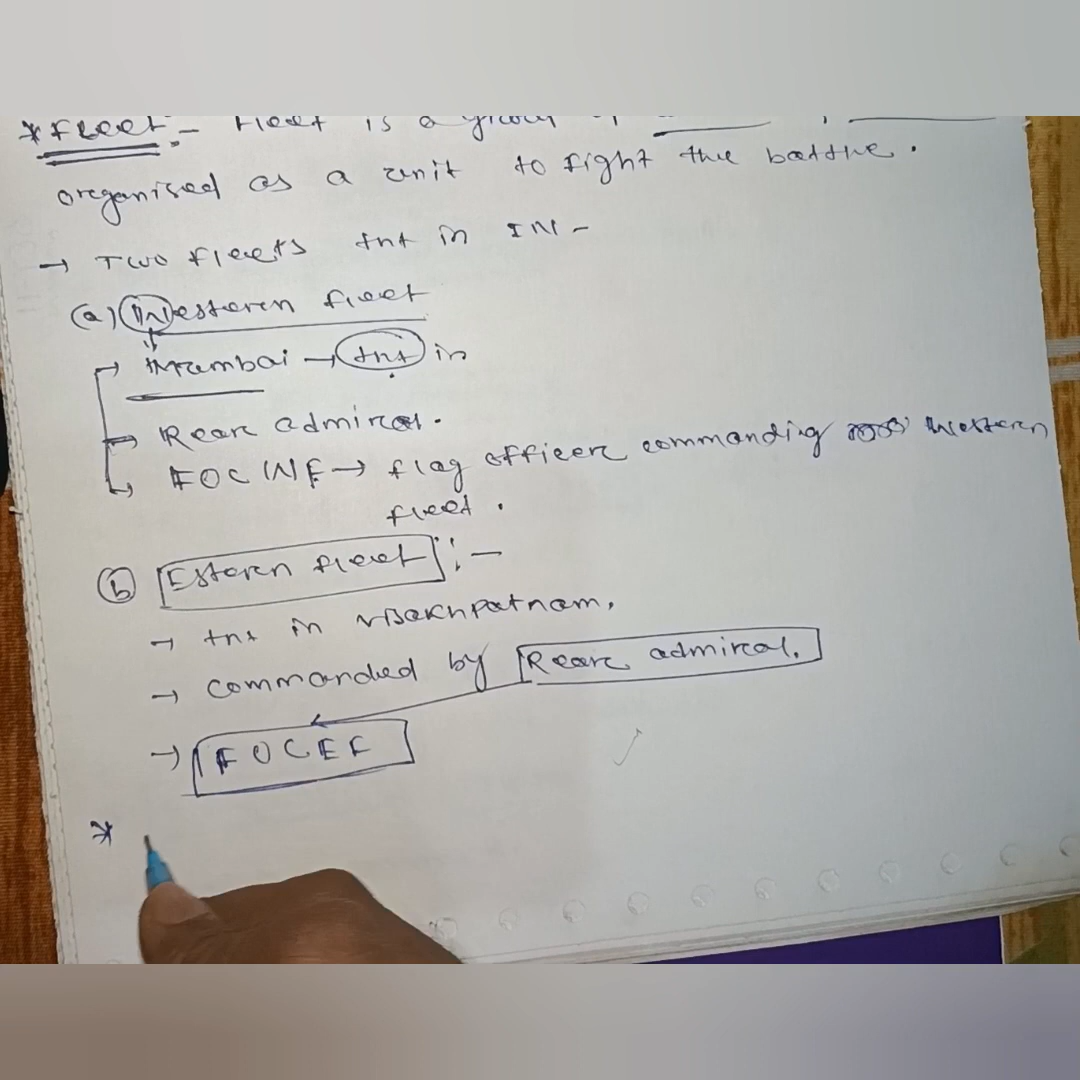 * Fleet :- Fleet is a group of
organised as a unit to fight the battle.
→ Two fleets tnt in IN -
(a) Western fleet
→ Mumbai → tnt in
→ Rear admiral.
→ FOCWF → flag officer commanding Western
fleet.
(b) Estern fleet :-
→ tnt in visakhpatnam.
→ commanded by Rear admiral.
→ FOCEF
*